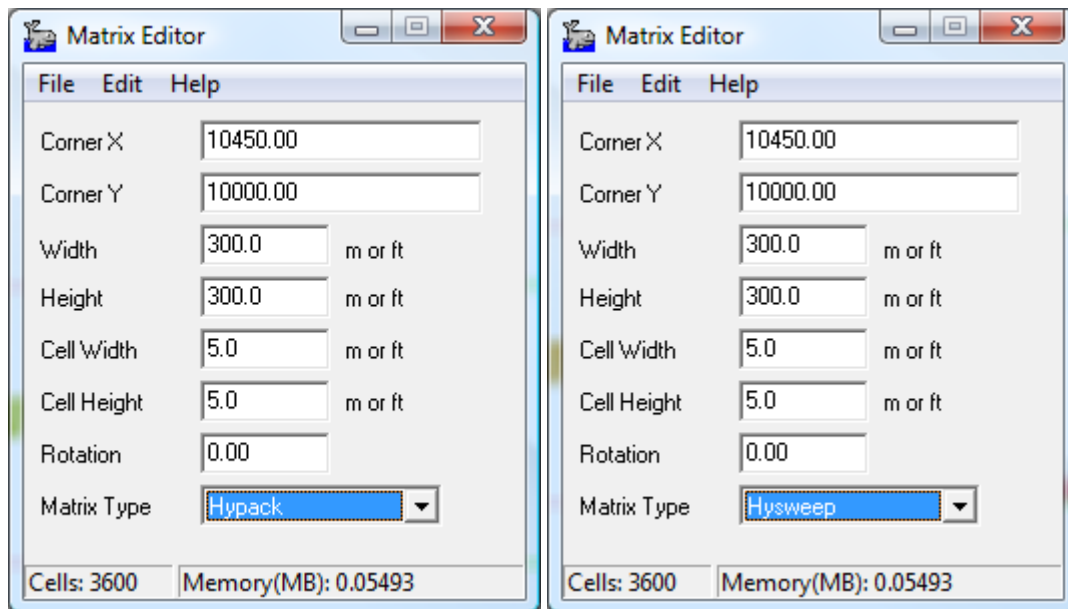 Matrix Editor
File Edit Help
Corner X 10450.00
Corner Y 10000.00
Width 300.0 m or ft
Height 300.0 m or ft
Cell Width 5.0 m or ft
Cell Height 5.0 m or ft
Rotation 0.00
Matrix Type Hypack
Cells: 3600 Memory(MB): 0.05493
Matrix Editor
File Edit Help
Corner X 10450.00
Corner Y 10000.00
Width 300.0 m or ft
Height 300.0 m or ft
Cell Width 5.0 m or ft
Cell Height 5.0 m or ft
Rotation 0.00
Matrix Type Hysweep
Cells: 3600 Memory(MB): 0.05493